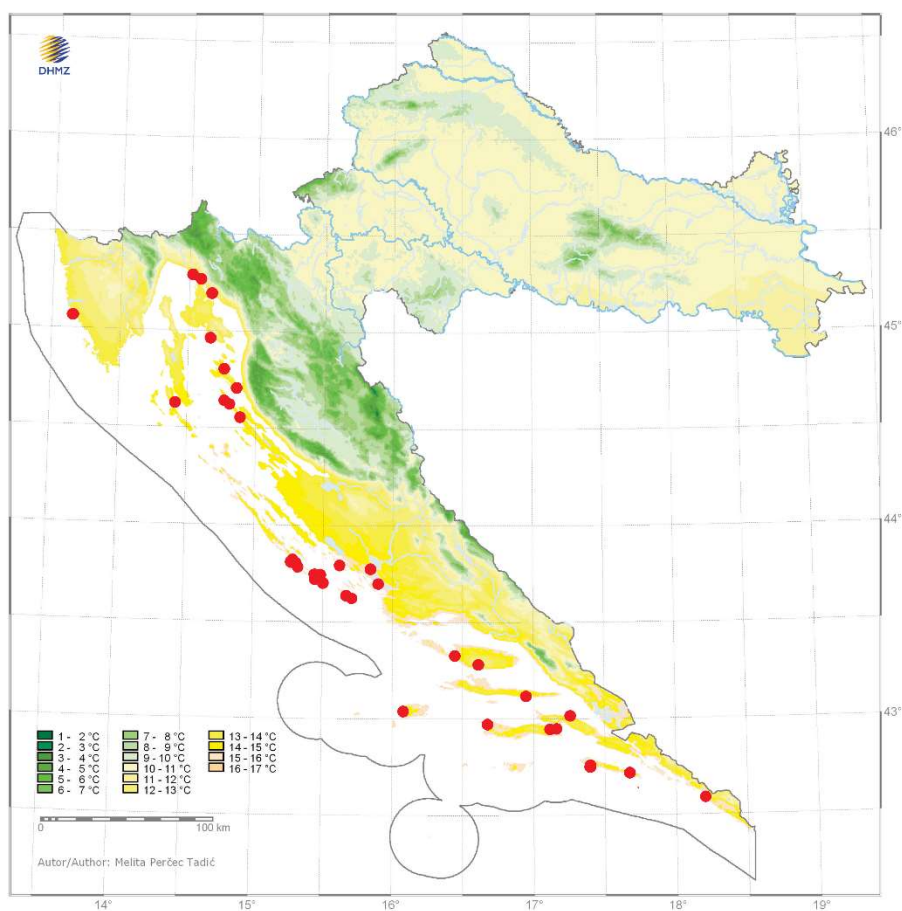 DHMZ
46°
45°
44°
43°
1 - 2 °C
2 - 3 °C
3 - 4 °C
4 - 5 °C
5 - 6 °C
6 - 7 °C
7 - 8 °C
8 - 9 °C
9 - 10 °C
10 - 11 °C
11 - 12 °C
12 - 13 °C
13 - 14 °C
14 - 15 °C
15 - 16 °C
16 - 17 °C
0 100 km
Autor/Author: Melita Perčec Tadić
14° 15° 16° 17° 18° 19°